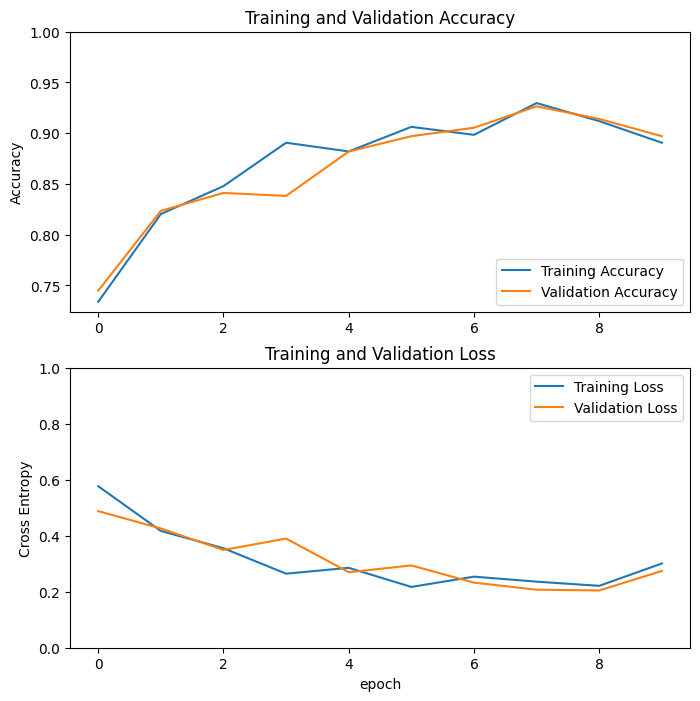 Training and Validation Accuracy
1.00
0.95
0.90
0.85
0.80
0.75
Accuracy
Training Accuracy
Validation Accuracy
0 2 4 6 8
Training and Validation Loss
1.0
0.8
0.6
0.4
0.2
0.0
Cross Entropy
Training Loss
Validation Loss
0 2 4 6 8
epoch